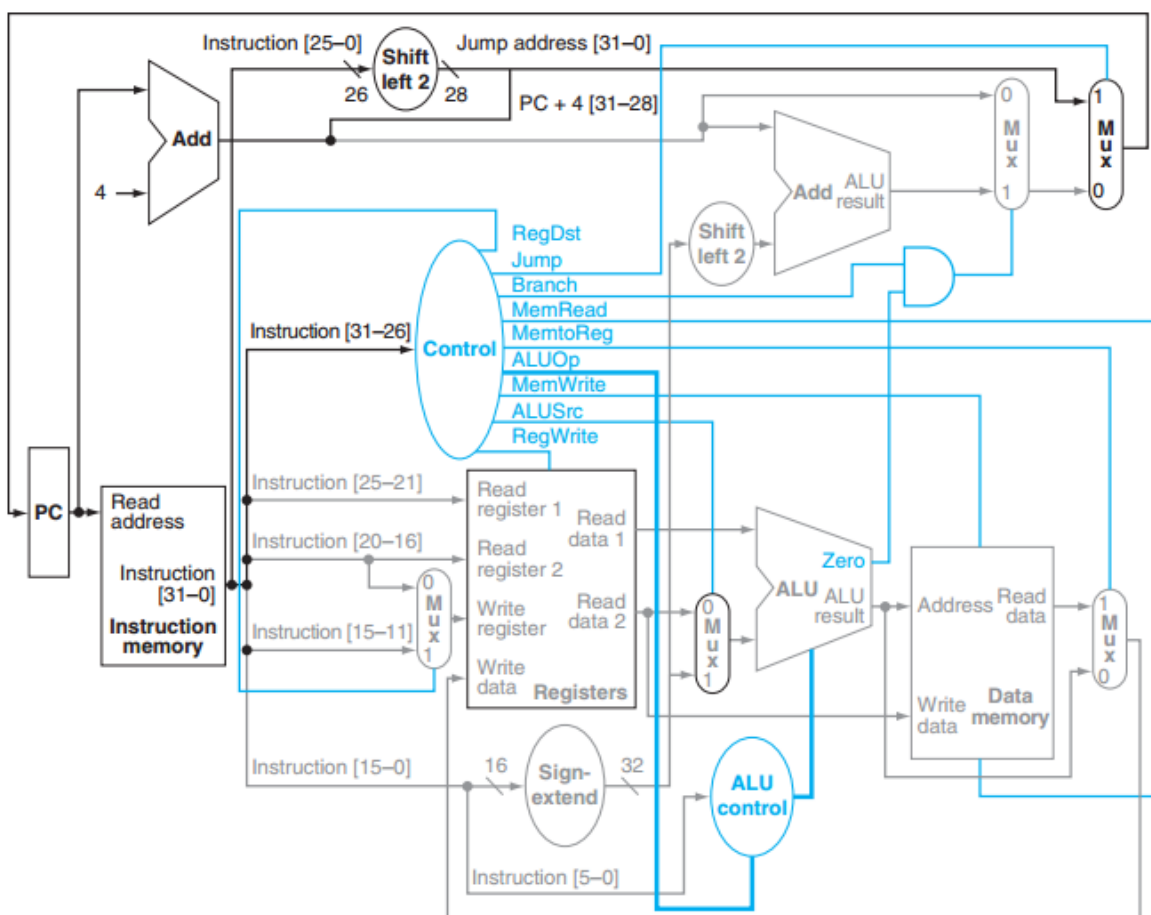 Instruction [25–0]
Shift
left 2
Jump address [31–0]
26
28
PC + 4 [31–28]
Add
4
0
M
u
x
1
1
M
u
x
0
Add
ALU
result
Shift
left 2
RegDst
Jump
Branch
MemRead
MemtoReg
ALUOp
MemWrite
ALUSrc
RegWrite
Instruction [31–26]
Control
PC
Read
address
Instruction
[31–0]
Instruction
memory
Instruction [25–21]
Instruction [20–16]
Instruction [15–11]
0
M
u
x
1
Read
register 1
Read
register 2
Write
register
Write
data
Read
data 1
Read
data 2
Registers
0
M
u
x
1
Zero
ALU
ALU
result
Address
Read
data
Write
data
Data
memory
1
M
u
x
0
Instruction [15–0]
16
Sign-
extend
32
ALU
control
Instruction [5–0]